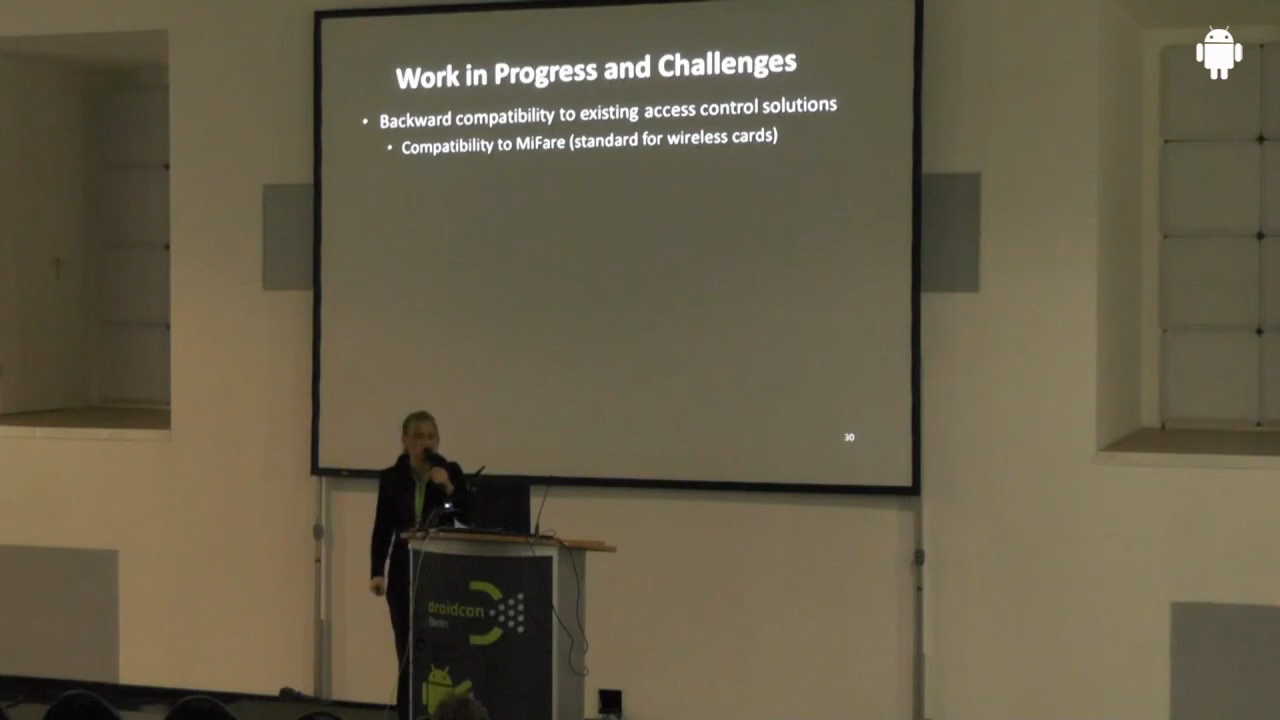 Work in Progress and Challenges
• Backward compatibility to existing access control solutions
• Compatibility to MiFare (standard for wireless cards)
30
droidcon
Berlin